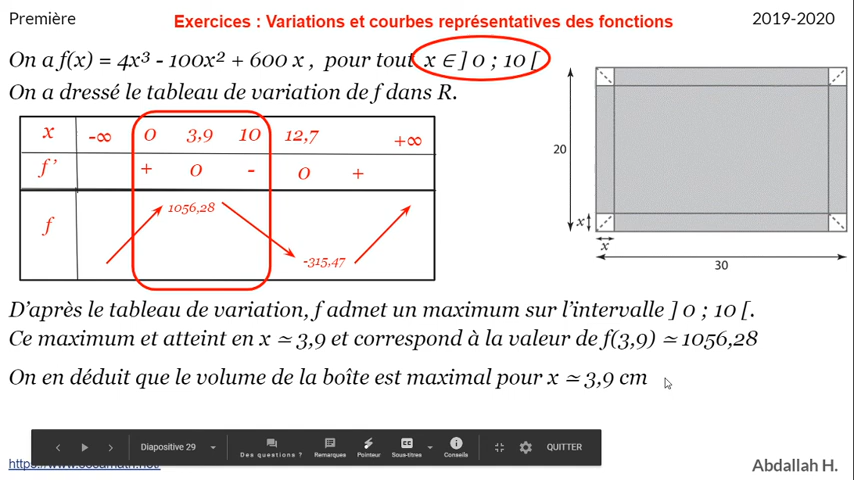 Première
Exercices : Variations et courbes représentatives des fonctions
2019-2020
On a f(x) = 4x³ - 100x² + 600 x , pour tout x ∈ ] 0 ; 10 [
On a dressé le tableau de variation de f dans R.
x -∞ 0 3,9 10 12,7 +∞
f' + 0 - 0 +
f 1056,28 -315,47
20
x
x
30
D'après le tableau de variation, f admet un maximum sur l'intervalle ] 0 ; 10 [.
Ce maximum et atteint en x ≃ 3,9 et correspond à la valeur de f(3,9) ≃ 1056,28
On en déduit que le volume de la boîte est maximal pour x ≃ 3,9 cm
Diapositive 29
Des questions ?
Remarques
Pointeur
Sous-titres
Conseils
QUITTER
Abdallah H.